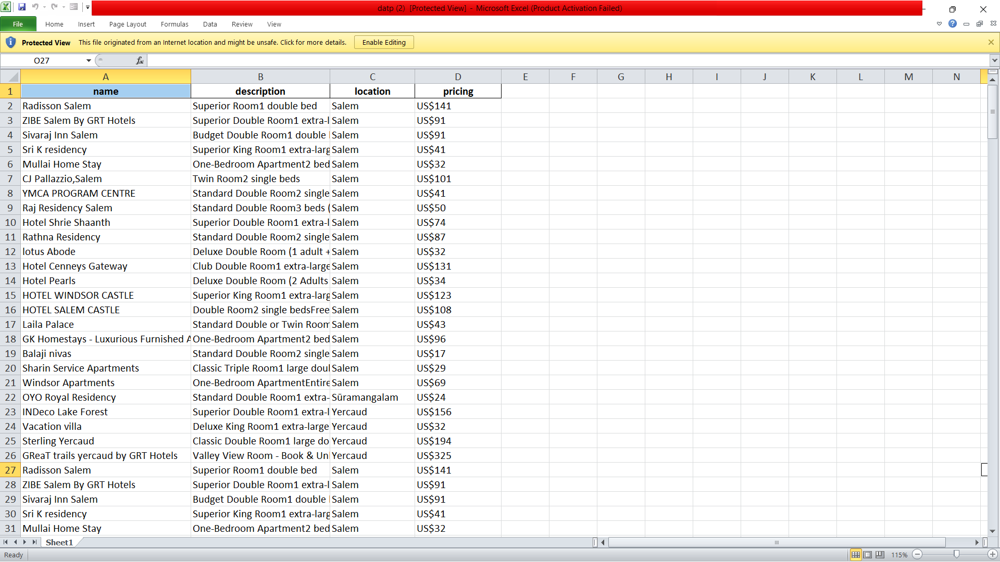 datp (2) [Protected View] - Microsoft Excel (Product Activation Failed)
File Home Insert Page Layout Formulas Data Review View
Protected View This file originated from an Internet location and might be unsafe. Click for more details. Enable Editing
O27 fx
A B C D E F G H I J K L M N
1 name description location pricing
2 Radisson Salem Superior Room1 double bed Salem US$141
3 ZIBE Salem By GRT Hotels Superior Double Room1 extra-l Salem US$91
4 Sivaraj Inn Salem Budget Double Room1 double Salem US$91
5 Sri K residency Superior King Room1 extra-larg Salem US$41
6 Mullai Home Stay One-Bedroom Apartment2 bed Salem US$32
7 CJ Pallazzio,Salem Twin Room2 single beds Salem US$101
8 YMCA PROGRAM CENTRE Standard Double Room2 single Salem US$41
9 Raj Residency Salem Standard Double Room3 beds ( Salem US$50
10 Hotel Shrie Shaanth Superior Double Room1 extra-l Salem US$74
11 Rathna Residency Standard Double Room2 single Salem US$87
12 lotus Abode Deluxe Double Room (1 adult + Salem US$32
13 Hotel Cenneys Gateway Club Double Room1 extra-large Salem US$131
14 Hotel Pearls Deluxe Double Room (2 Adults Salem US$34
15 HOTEL WINDSOR CASTLE Superior King Room1 extra-larg Salem US$123
16 HOTEL SALEM CASTLE Double Room2 single bedsFree Salem US$108
17 Laila Palace Standard Double or Twin Room Salem US$43
18 GK Homestays - Luxurious Furnished A One-Bedroom Apartment2 bed Salem US$96
19 Balaji nivas Standard Double Room2 single Salem US$17
20 Sharin Service Apartments Classic Triple Room1 large doul Salem US$29
21 Windsor Apartments One-Bedroom ApartmentEntire Salem US$69
22 OYO Royal Residency Standard Double Room1 extra- Sūramangalam US$24
23 INDeco Lake Forest Superior Double Room1 extra-l Yercaud US$156
24 Vacation villa Deluxe King Room1 extra-large Yercaud US$32
25 Sterling Yercaud Classic Double Room1 large do Yercaud US$194
26 GReaT trails yercaud by GRT Hotels Valley View Room - Book & Un Yercaud US$325
27 Radisson Salem Superior Room1 double bed Salem US$141
28 ZIBE Salem By GRT Hotels Superior Double Room1 extra-l Salem US$91
29 Sivaraj Inn Salem Budget Double Room1 double Salem US$91
30 Sri K residency Superior King Room1 extra-larg Salem US$41
31 Mullai Home Stay One-Bedroom Apartment2 bed Salem US$32
Sheet1
Ready 115%